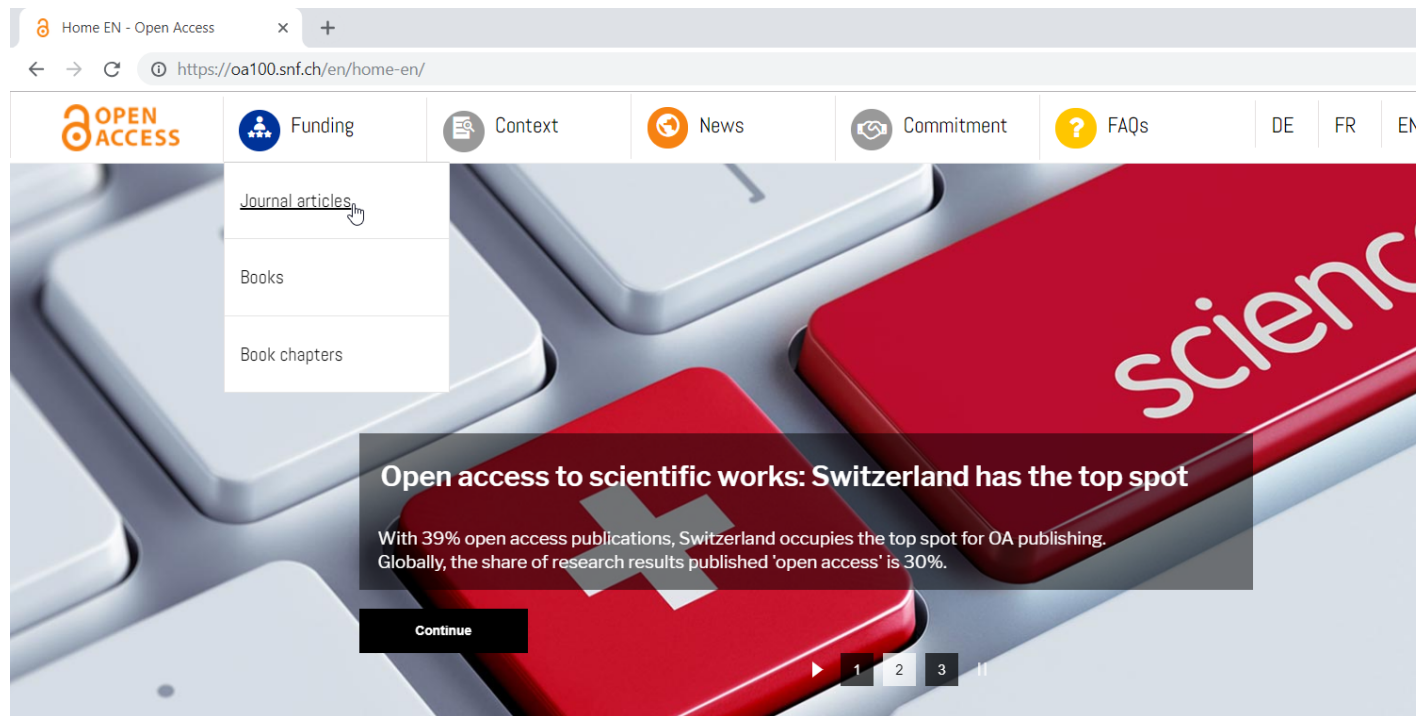 Home EN - Open Access
https://oa100.snf.ch/en/home-en/
OPEN
ACCESS
Funding
Context
News
Commitment
FAQs
DE
FR
EN
Journal articles
Books
Book chapters
scienc
Open access to scientific works: Switzerland has the top spot
With 39% open access publications, Switzerland occupies the top spot for OA publishing.
Globally, the share of research results published 'open access' is 30%.
Continue
1 2 3